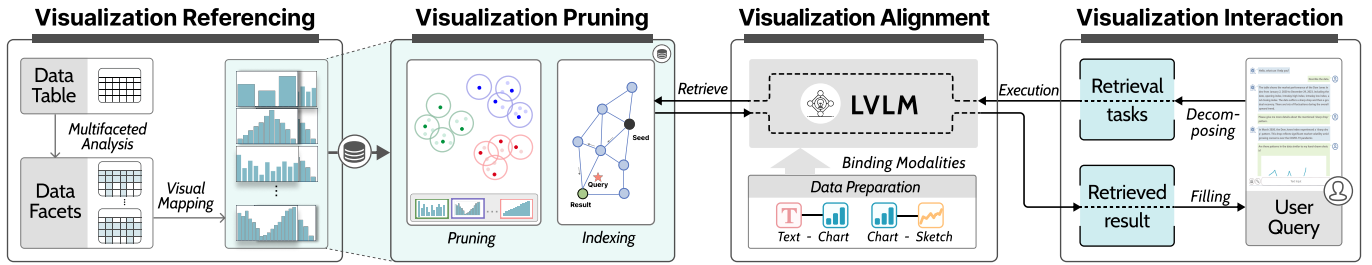 Visualization Referencing
Data
Table
Multifaceted
Analysis
Data
Facets
Visual
Mapping
Visualization Pruning
Pruning
Seed
Query
Result
Indexing
Retrieve
Visualization Alignment
LVLM
Binding Modalities
Data Preparation
T
Text - Chart
Chart - Sketch
Execution
Visualization Interaction
Retrieval
tasks
Decom-
posing
Retrieved
result
Filling
User
Query